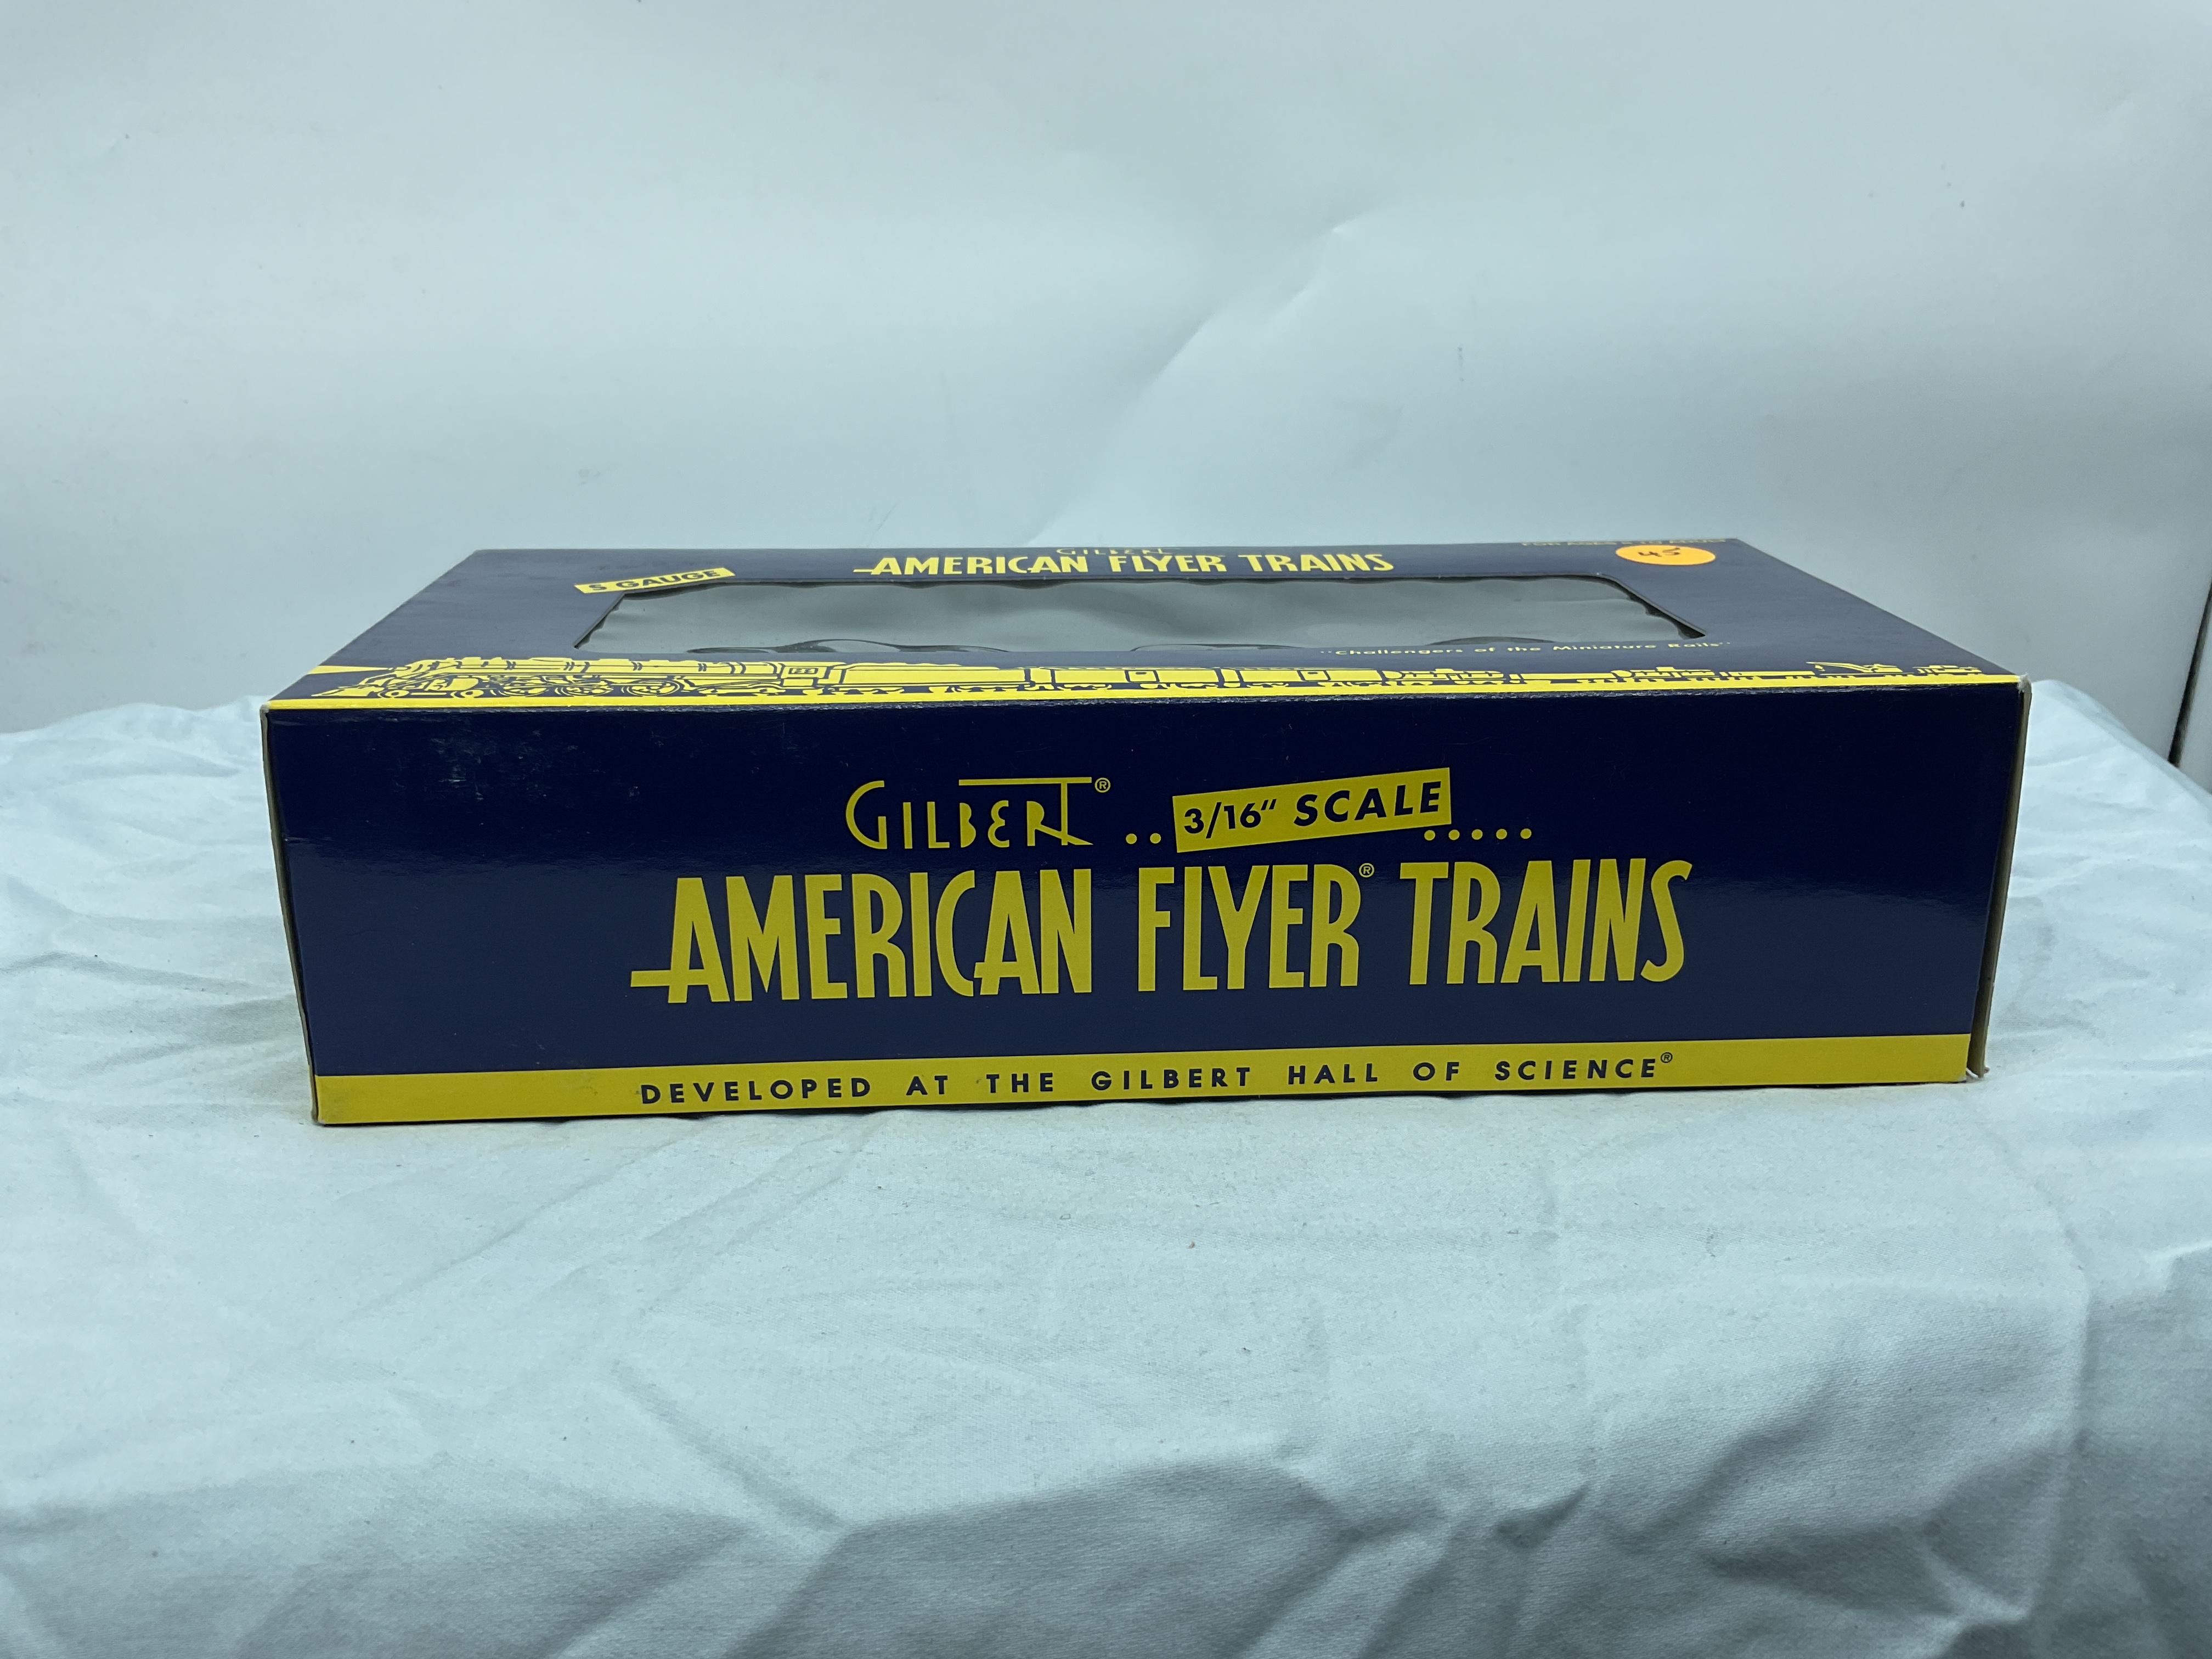 GILBERT
AMERICAN FLYER TRAINS
S GAUGE
45
"Challengers of the Miniature Rails"
GILBERT® .. 3/16" SCALE .....
AMERICAN FLYER® TRAINS
DEVELOPED AT THE GILBERT HALL OF SCIENCE®